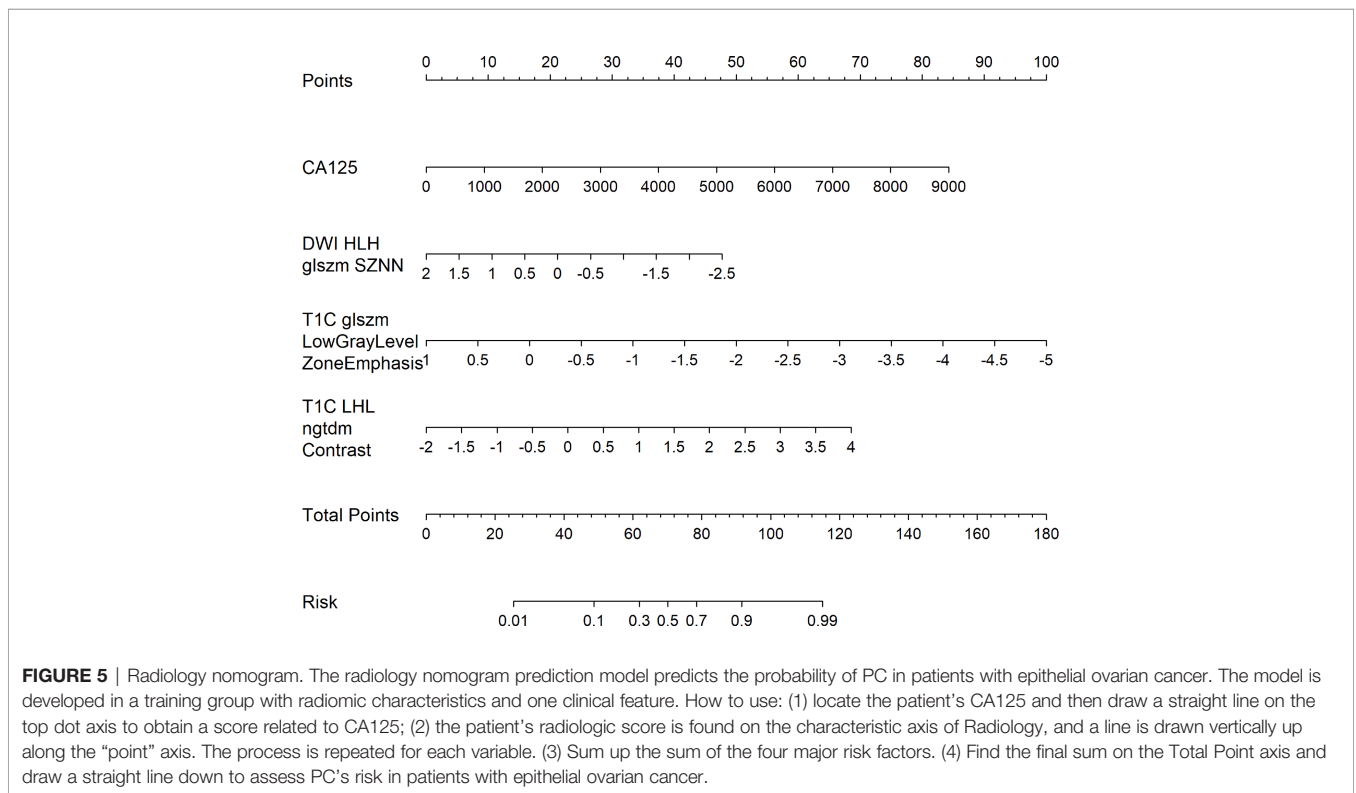 0 10 20 30 40 50 60 70 80 90 100
Points
CA125
0 1000 2000 3000 4000 5000 6000 7000 8000 9000
DWI HLH
glszm SZNN
2 1.5 1 0.5 0 -0.5 -1.5 -2.5
T1C glszm
LowGrayLevel
ZoneEmphasis
1 0.5 0 -0.5 -1 -1.5 -2 -2.5 -3 -3.5 -4 -4.5 -5
T1C LHL
ngtdm
Contrast
-2 -1.5 -1 -0.5 0 0.5 1 1.5 2 2.5 3 3.5 4
Total Points
0 20 40 60 80 100 120 140 160 180
Risk
0.01 0.1 0.3 0.5 0.7 0.9 0.99
FIGURE 5 | Radiology nomogram. The radiology nomogram prediction model predicts the probability of PC in patients with epithelial ovarian cancer. The model is
developed in a training group with radiomic characteristics and one clinical feature. How to use: (1) locate the patient's CA125 and then draw a straight line on the
top dot axis to obtain a score related to CA125; (2) the patient's radiologic score is found on the characteristic axis of Radiology, and a line is drawn vertically up
along the "point" axis. The process is repeated for each variable. (3) Sum up the sum of the four major risk factors. (4) Find the final sum on the Total Point axis and
draw a straight line down to assess PC's risk in patients with epithelial ovarian cancer.